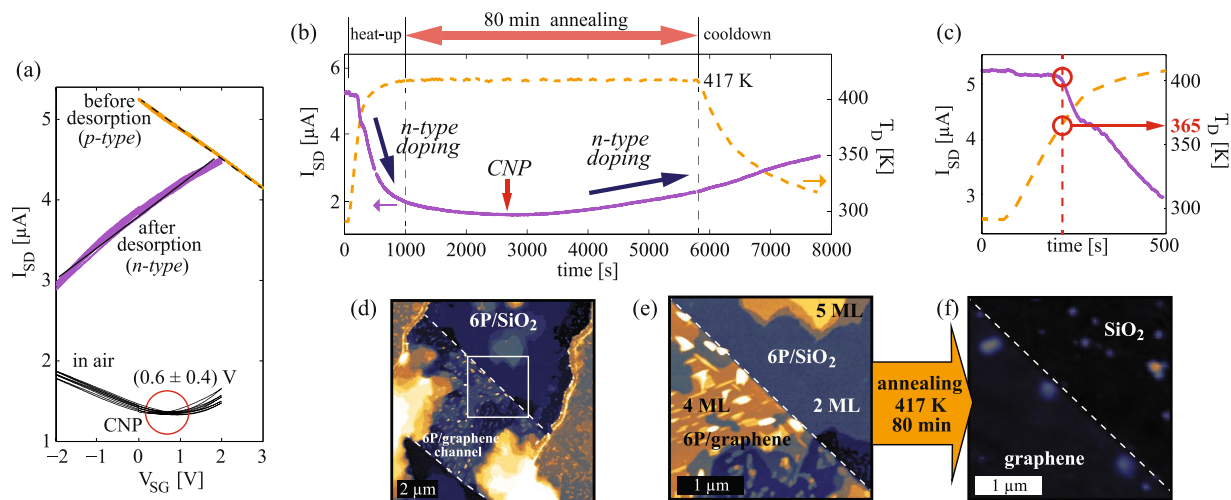 (a)
before
desorption
(p-type)
after
desorption
(n-type)
in air
(0.6 ± 0.4) V
CNP
I_SD [μA]
5
4
3
2
1
−2 −1 0 1 2 3
V_SG [V]
(b)
80 min annealing
heat-up
cooldown
417 K
n-type
doping
CNP
n-type
doping
I_SD [μA]
6
4
2
400
350
300
T_D [K]
0 1000 2000 3000 4000 5000 6000 7000 8000
time [s]
(c)
365
I_SD [μA]
5
4
3
400
350
300
T_D [K]
0 500
time [s]
(d)
6P/SiO₂
6P/graphene
channel
2 μm
(e)
5 ML
6P/SiO₂
4 ML
2 ML
6P/graphene
1 μm
annealing
417 K
80 min
(f)
SiO₂
graphene
1 μm